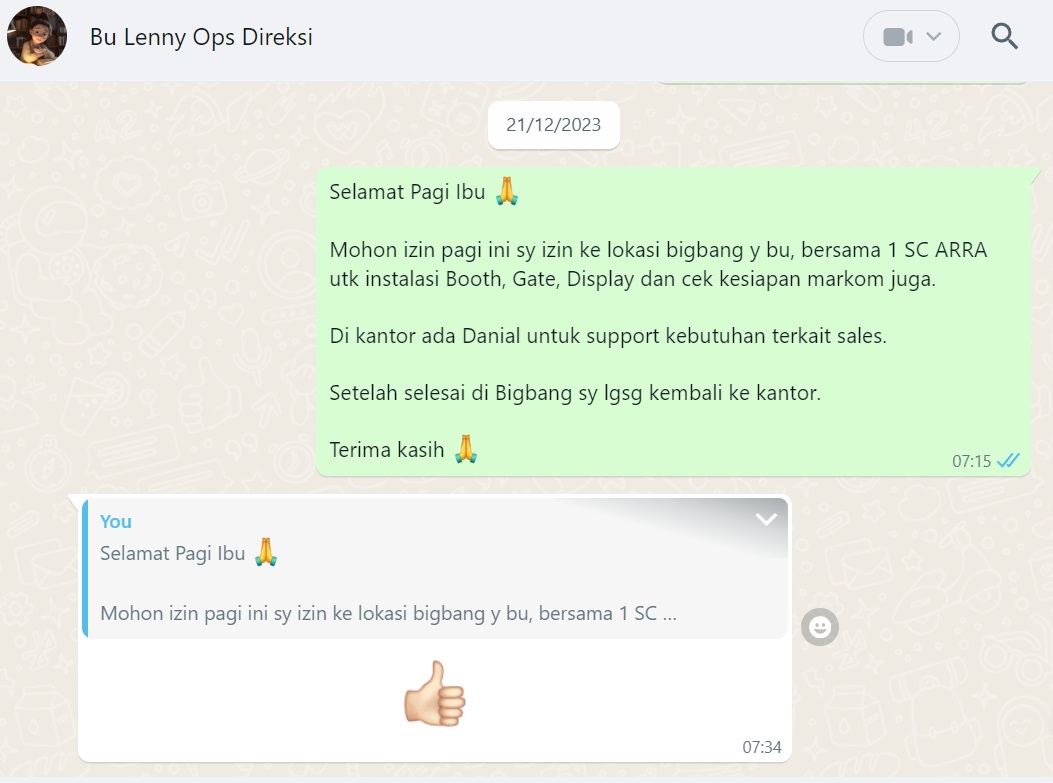 Bu Lenny Ops Direksi
21/12/2023
Selamat Pagi Ibu 🙏
Mohon izin pagi ini sy izin ke lokasi bigbang y bu, bersama 1 SC ARRA
utk instalasi Booth, Gate, Display dan cek kesiapan markom juga.
Di kantor ada Danial untuk support kebutuhan terkait sales.
Setelah selesai di Bigbang sy lgsg kembali ke kantor.
Terima kasih 🙏
07:15
You
Selamat Pagi Ibu 🙏
Mohon izin pagi ini sy izin ke lokasi bigbang y bu, bersama 1 SC ...
👍🏻
07:34